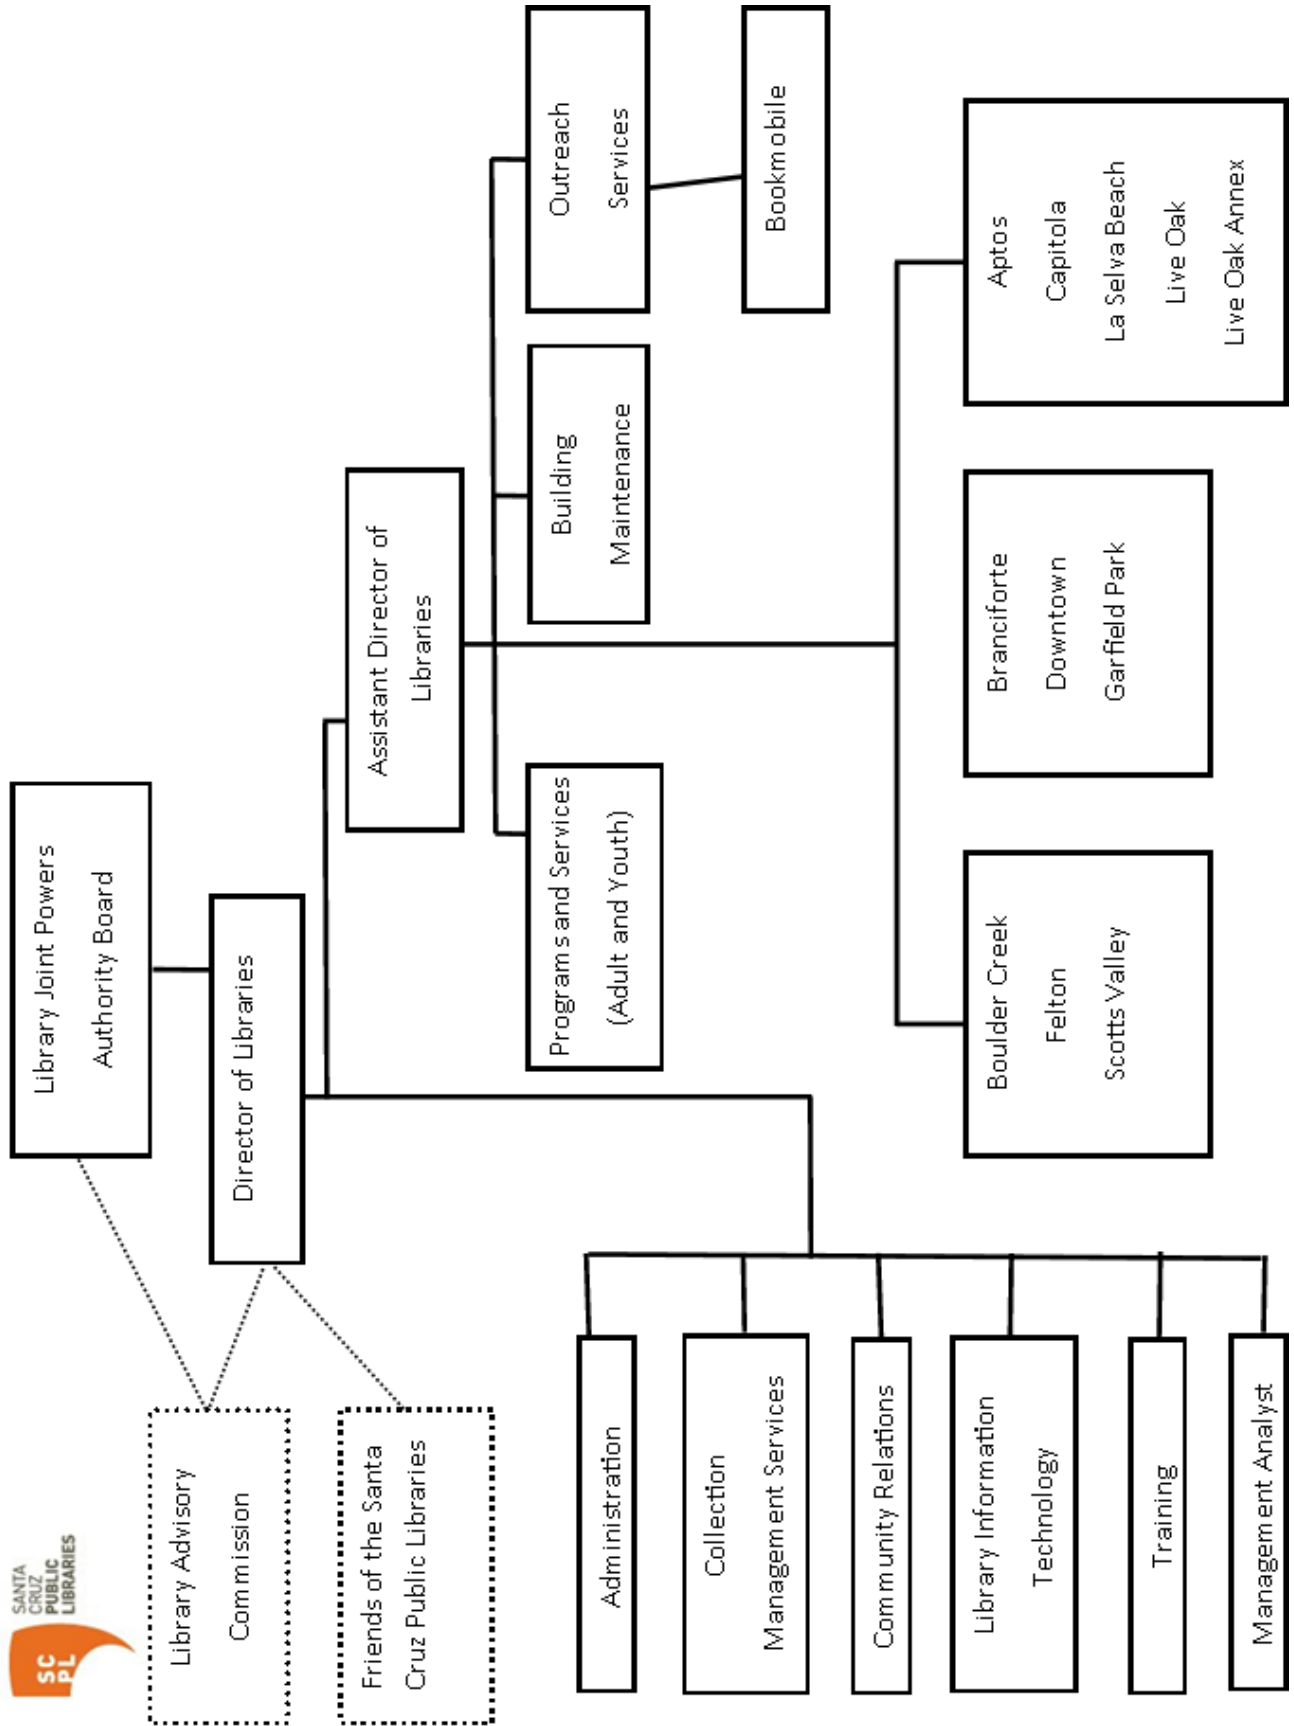 SC
PL
SANTA
CRUZ
PUBLIC
LIBRARIES
Library Joint Powers
Authority Board
Library Advisory
Commission
Director of Libraries
Friends of the Santa
Cruz Public Libraries
Assistant Director of
Libraries
Administration
Collection
Management Services
Community Relations
Library Information
Technology
Training
Management Analyst
Programs and Services
(Adult and Youth)
Building
Maintenance
Outreach
Services
Bookmobile
Boulder Creek
Felton
Scotts Valley
Branciforte
Downtown
Garfield Park
Aptos
Capitola
La Selva Beach
Live Oak
Live Oak Annex